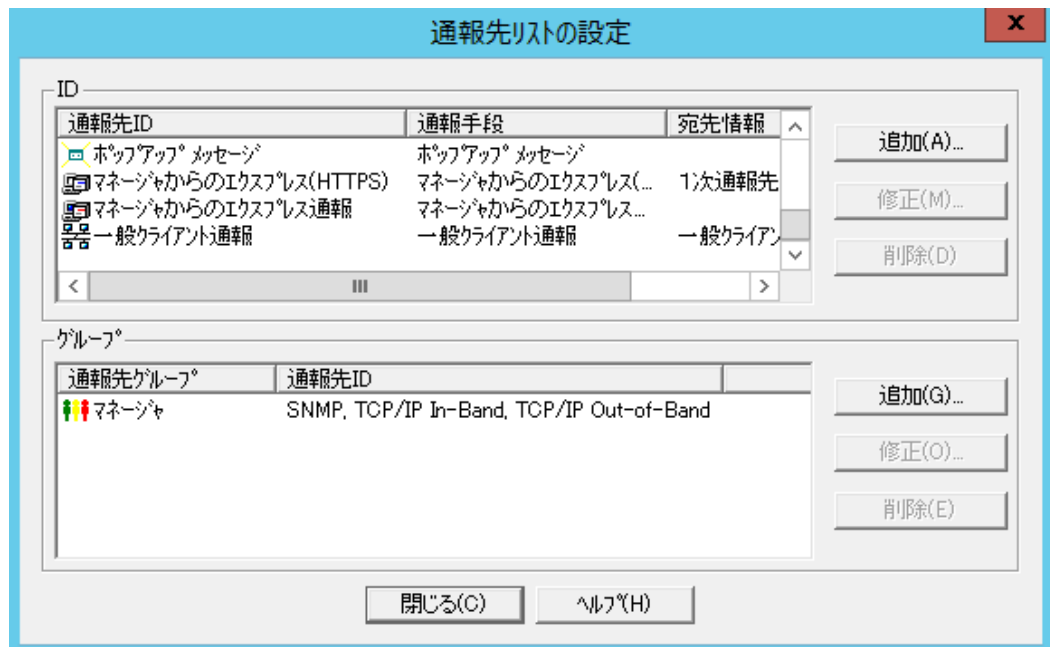 通報先リストの設定
x
ID
通報先ID 通報手段 宛先情報
ポップアップ メッセージ ポップアップ メッセージ
マネージャからのエクスプレス(HTTPS) マネージャからのエクスプレス(... 1次通報先
マネージャからのエクスプレス通報 マネージャからのエクスプレス...
一般クライアント通報 一般クライアント通報 一般クライアン
追加(A)...
修正(M)...
削除(D)
グループ
通報先グループ 通報先ID
マネージャ SNMP, TCP/IP In-Band, TCP/IP Out-of-Band
追加(G)...
修正(O)...
削除(E)
閉じる(C) ヘルプ(H)